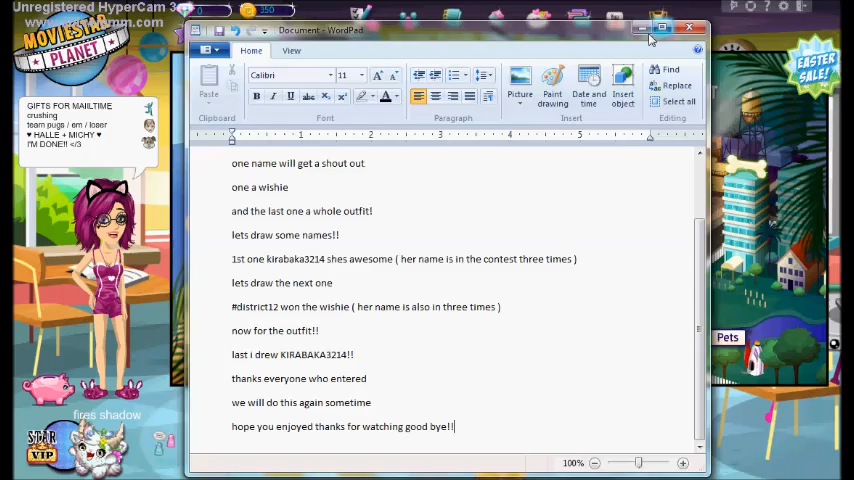 Unregistered HyperCam 3
350
Document - WordPad
MOVIESTAR
PLANET
Home
View
EASTER
SALE!
Calibri
11
Find
Replace
Select all
Paste
Picture
Paint
drawing
Date and
time
Insert
object
Clipboard
Font
Paragraph
Insert
Editing
GIFTS FOR MAILTIME
crushing
team pugs / em / loser
♥ HALLE + MICHY ♥
I'M DONE!! </3
1
2
3
4
5
one name will get a shout out
one a wishie
and the last one a whole outfit!
lets draw some names!!
1st one kirabaka3214 shes awesome ( her name is in the contest three times )
lets draw the next one
#district12 won the wishie ( her name is also in three times )
now for the outfit!!
last i drew KIRABAKA3214!!
thanks everyone who entered
we will do this again sometime
hope you enjoyed thanks for watching good bye!!
Pets
fires shadow
STAR
VIP
100%